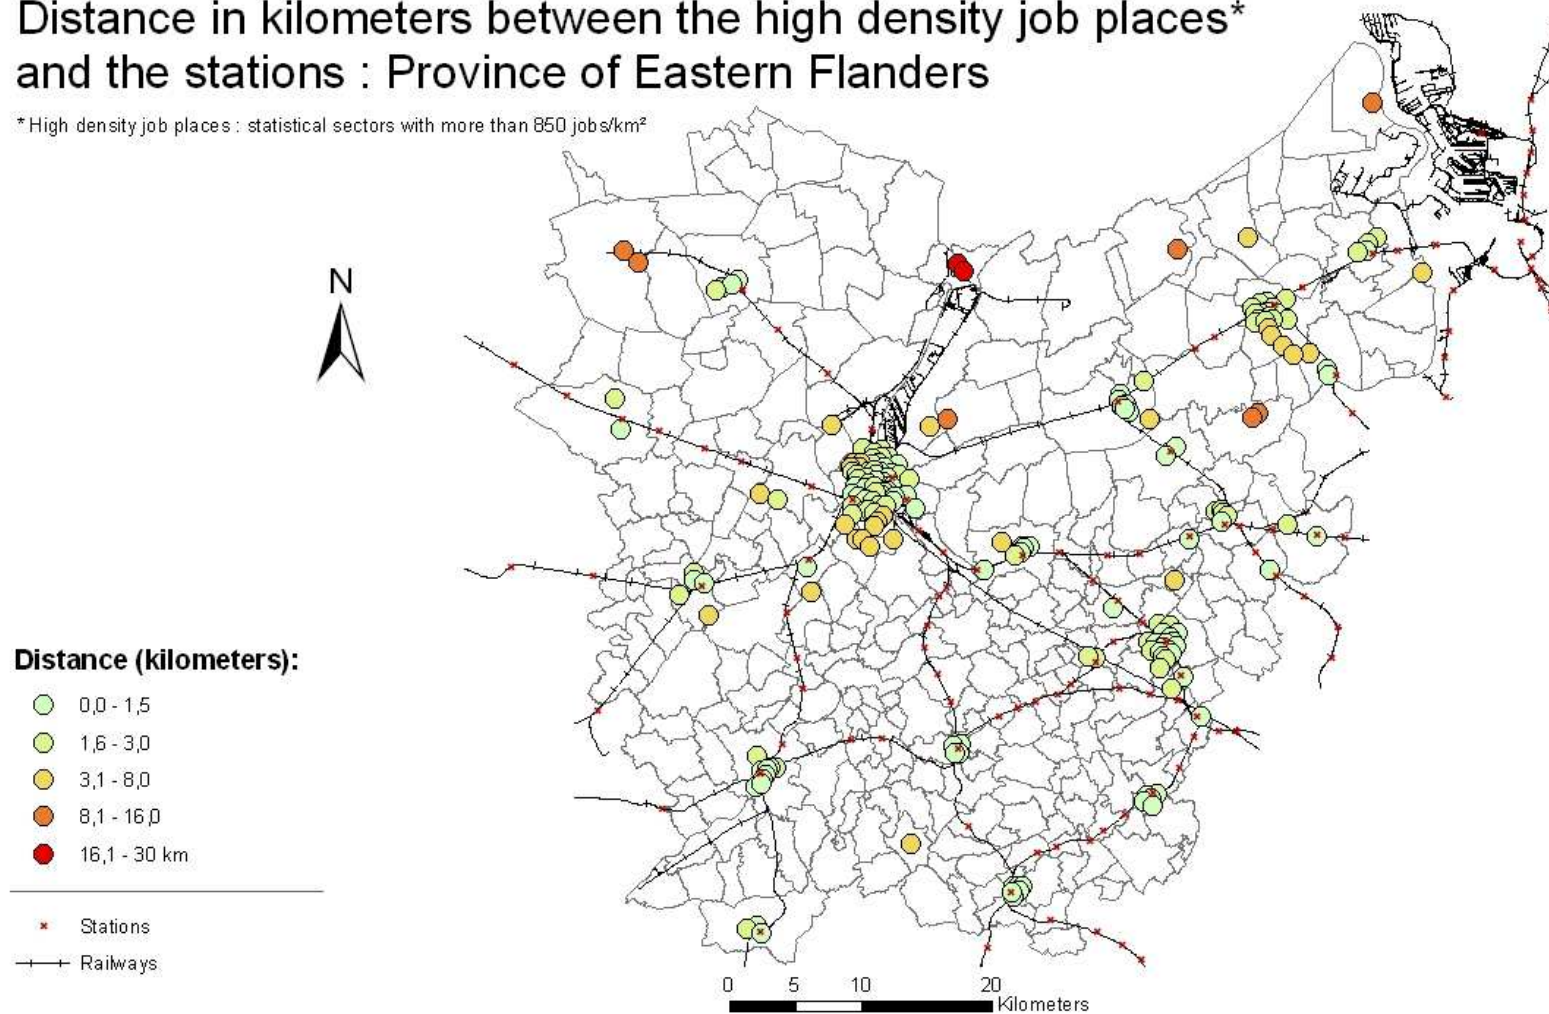 Distance in kilometers between the high density job places*
and the stations : Province of Eastern Flanders
* High density job places : statistical sectors with more than 850 jobs/km²
N
Distance (kilometers):
0,0 - 1,5
1,6 - 3,0
3,1 - 8,0
8,1 - 16,0
16,1 - 30 km
Stations
Railways
0 5 10 20
Kilometers